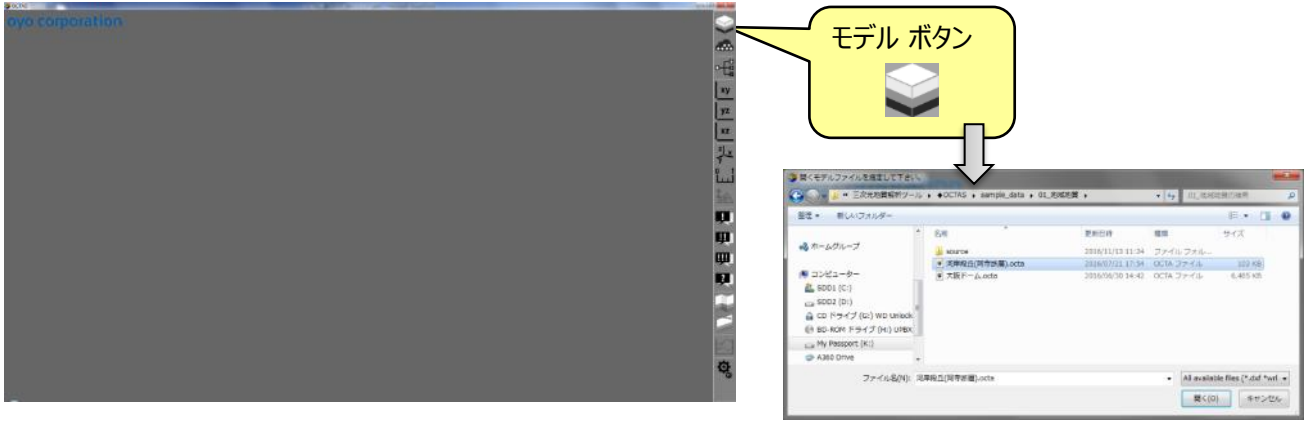 OCTAS
oyo corporation
xy
yz
xz
モデル ボタン
開くモデルファイルを指定して下さい。
三次元地質解析ツール ▸ ◆OCTAS ▸ sample_data ▸ 01_地域地質 ▸
整理 ▾ 新しいフォルダー
名前 更新日時 種類 サイズ
ホームグループ
source 2016/11/13 11:34 ファイル フォル...
河岸段丘(阿寺断層).octa 2016/07/21 17:34 OCTA ファイル 103 KB
コンピューター
大阪ドーム.octa 2016/06/30 14:42 OCTA ファイル 6,405 KB
SDD1 (C:)
SDD2 (D:)
CD ドライブ (G:) WD Unlock
BD-ROM ドライブ (H:) UFBX
My Passport (K:)
A360 Drive
ファイル名(N): 河岸段丘(阿寺断層).octa
All available files (*.dxf *wrl
開く(O) キャンセル